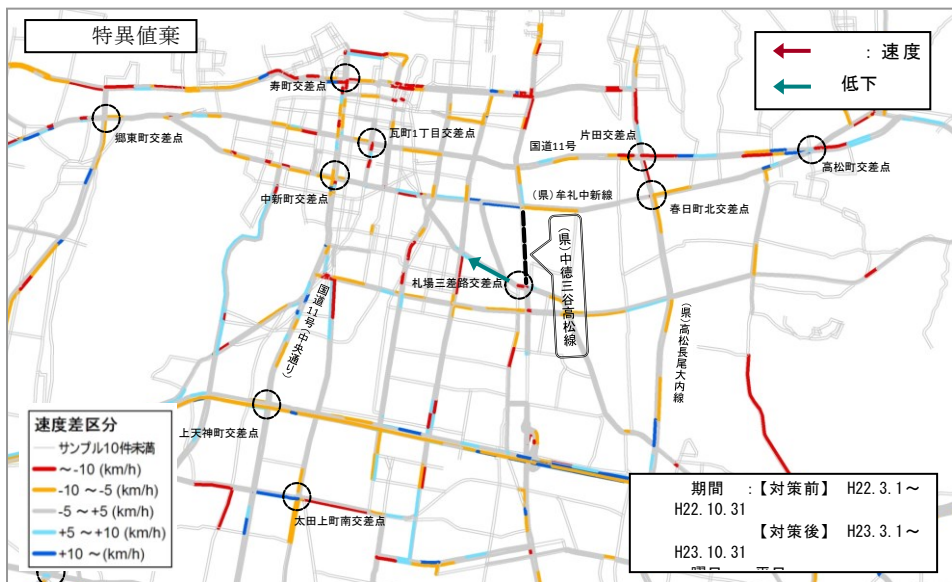 特異値棄
: 速度
低下
寿町交差点
郷東町交差点
瓦町1丁目交差点
片田交差点
国道11号
高松町交差点
中新町交差点
(県)牟礼中新線
春日町北交差点
札場三差路交差点
(県)中徳三谷高松線
国道11号(中央通り)
(県)高松長尾大内線
上天神町交差点
太田上町南交差点
速度差区分
サンプル10件未満
~-10 (km/h)
-10 ~-5 (km/h)
-5 ~+5 (km/h)
+5 ~+10 (km/h)
+10 ~(km/h)
期間 :【対策前】 H22.3.1~
H22.10.31
【対策後】 H23.3.1~
H23.10.31